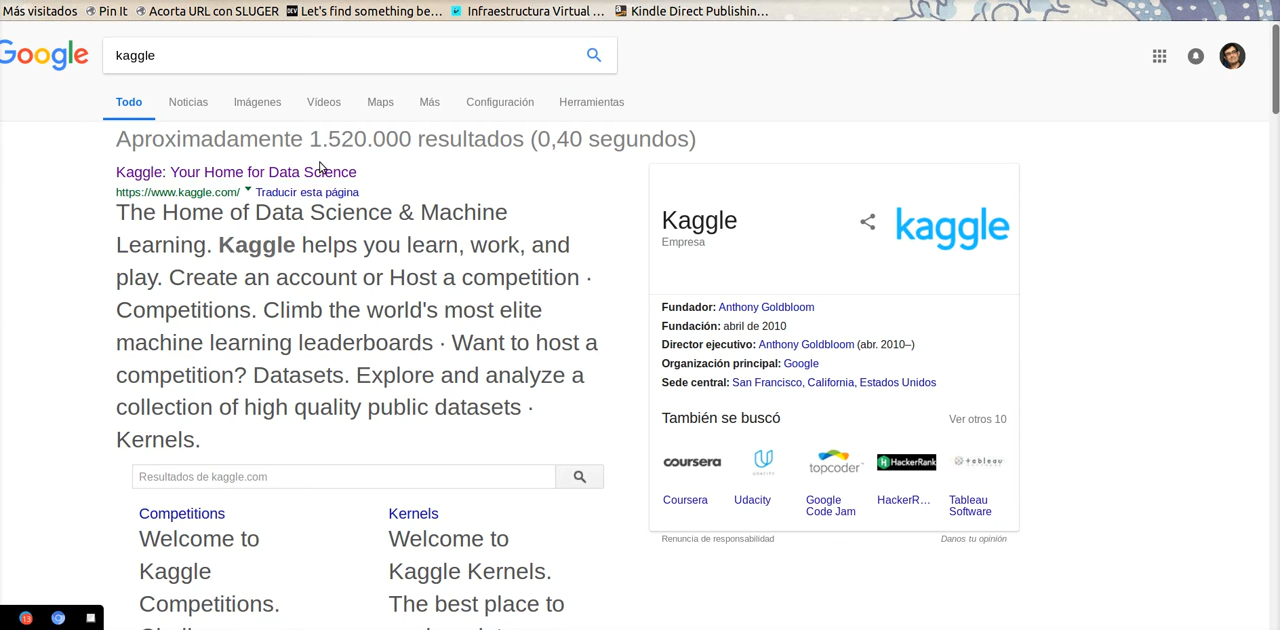 Más visitados Pin It Acorta URL con SLUGER DEV Let's find something be... Infraestructura Virtual ... Kindle Direct Publishin...
Google kaggle
Todo Noticias Imágenes Vídeos Maps Más Configuración Herramientas
Aproximadamente 1.520.000 resultados (0,40 segundos)
Kaggle: Your Home for Data Science
https://www.kaggle.com/ Traducir esta página
The Home of Data Science & Machine
Learning. Kaggle helps you learn, work, and
play. Create an account or Host a competition ·
Competitions. Climb the world's most elite
machine learning leaderboards · Want to host a
competition? Datasets. Explore and analyze a
collection of high quality public datasets ·
Kernels.
Resultados de kaggle.com
Competitions
Welcome to
Kaggle
Competitions.
Kernels
Welcome to
Kaggle Kernels.
The best place to
Kaggle
Empresa
kaggle
Fundador: Anthony Goldbloom
Fundación: abril de 2010
Director ejecutivo: Anthony Goldbloom (abr. 2010–)
Organización principal: Google
Sede central: San Francisco, California, Estados Unidos
También se buscó Ver otros 10
coursera UDACITY topcoder HackerRank tableau
Coursera Udacity Google HackerR... Tableau
Code Jam Software
Renuncia de responsabilidad Danos tu opinión
13